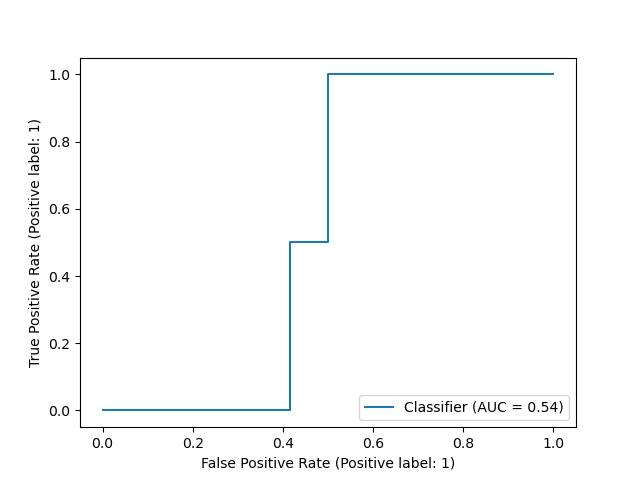 True Positive Rate (Positive label: 1)
1.0
0.8
0.6
0.4
0.2
0.0
Classifier (AUC = 0.54)
0.0 0.2 0.4 0.6 0.8 1.0
False Positive Rate (Positive label: 1)